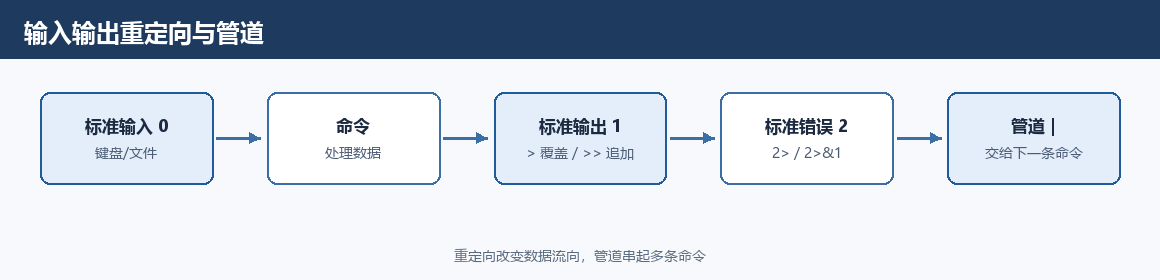 输入输出重定向与管道
标准输入 0
键盘/文件
命令
处理数据
标准输出 1
> 覆盖 / >> 追加
标准错误 2
2> / 2>&1
管道 |
交给下一条命令
重定向改变数据流向，管道串起多条命令